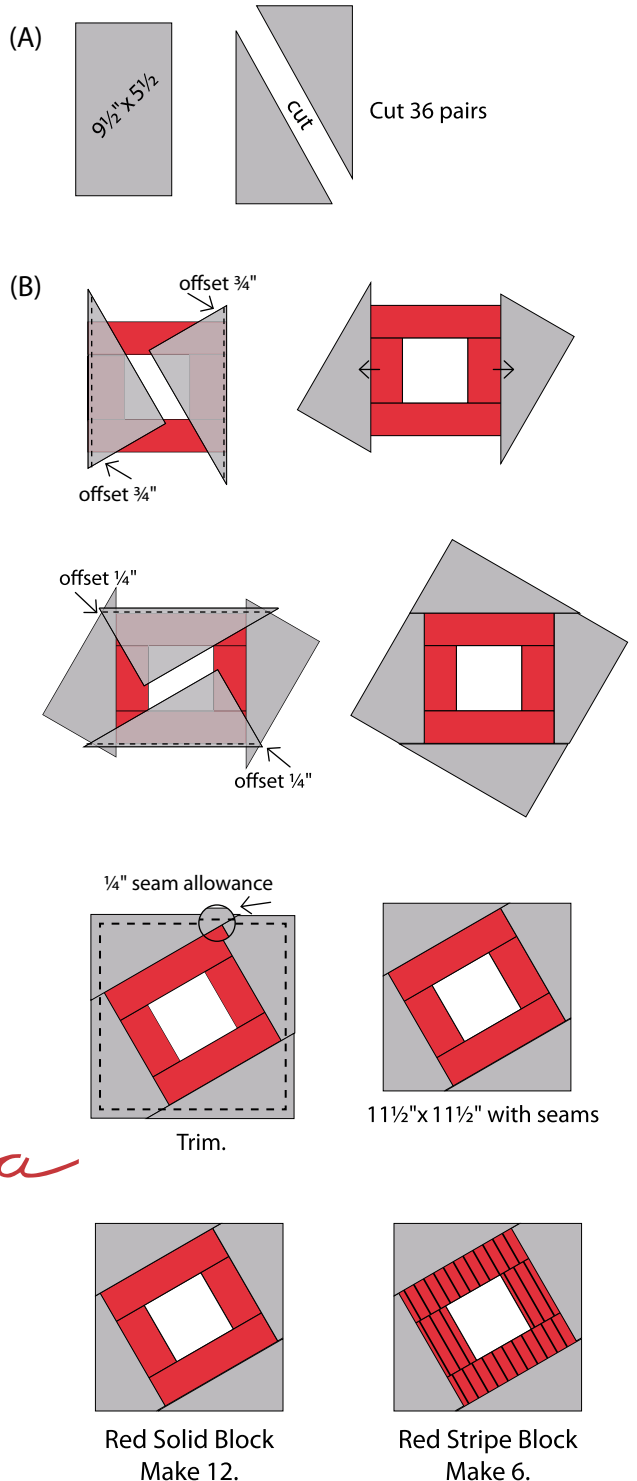 (A)
9½"x 5½
cut
Cut 36 pairs
(B)
offset ¾"
offset ¾"
offset ¼"
offset ¼"
¼" seam allowance
Trim.
11½"x 11½" with seams
a
Red Solid Block
Make 12.
Red Stripe Block
Make 6.